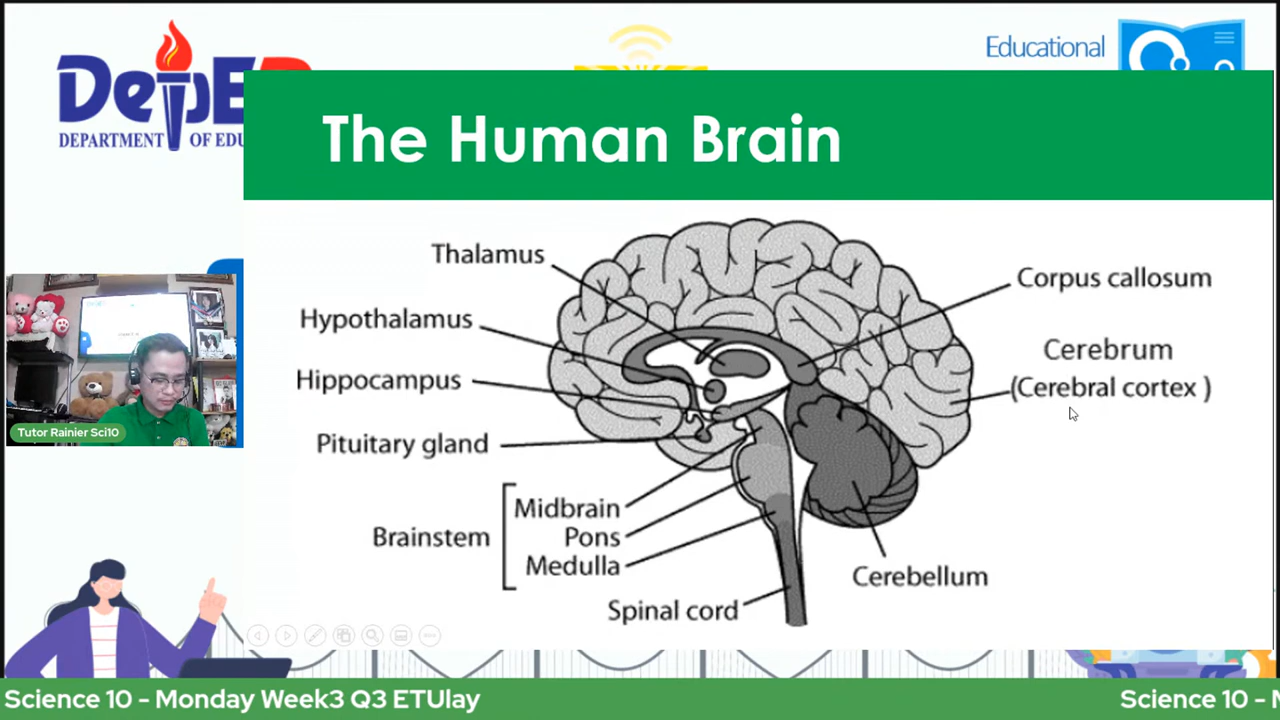 DepED
DEPARTMENT OF EDU
Educational
The Human Brain
Thalamus
Hypothalamus
Hippocampus
Pituitary gland
Brainstem
Midbrain
Pons
Medulla
Spinal cord
Corpus callosum
Cerebrum
(Cerebral cortex )
Cerebellum
Tutor Rainier Sci10
Science 10 - Monday Week3 Q3 ETUlay
Science 10 -